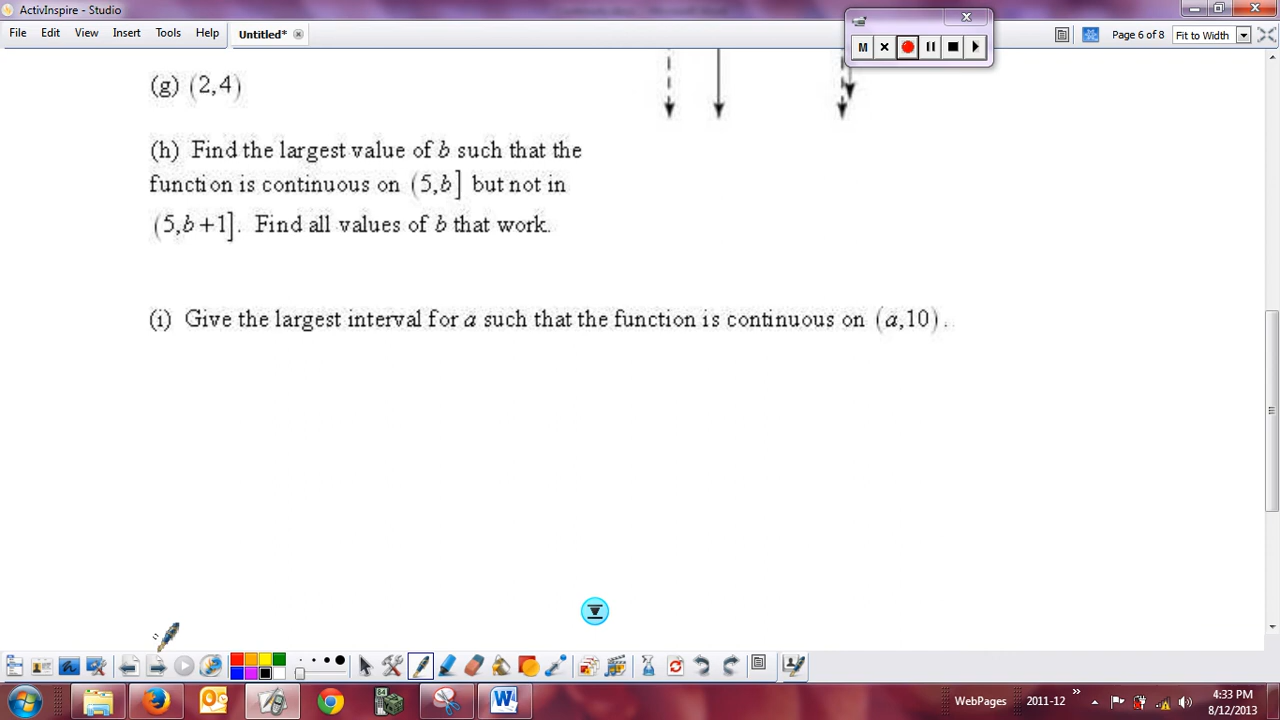 ActivInspire - Studio
File Edit View Insert Tools Help Untitled* Page 6 of 8 Fit to Width
M
(g) (2,4)
(h) Find the largest value of b such that the
function is continuous on (5,b] but not in
(5,b+1]. Find all values of b that work.
(i) Give the largest interval for a such that the function is continuous on (a,10).
WebPages 2011-12 » 4:33 PM
8/12/2013